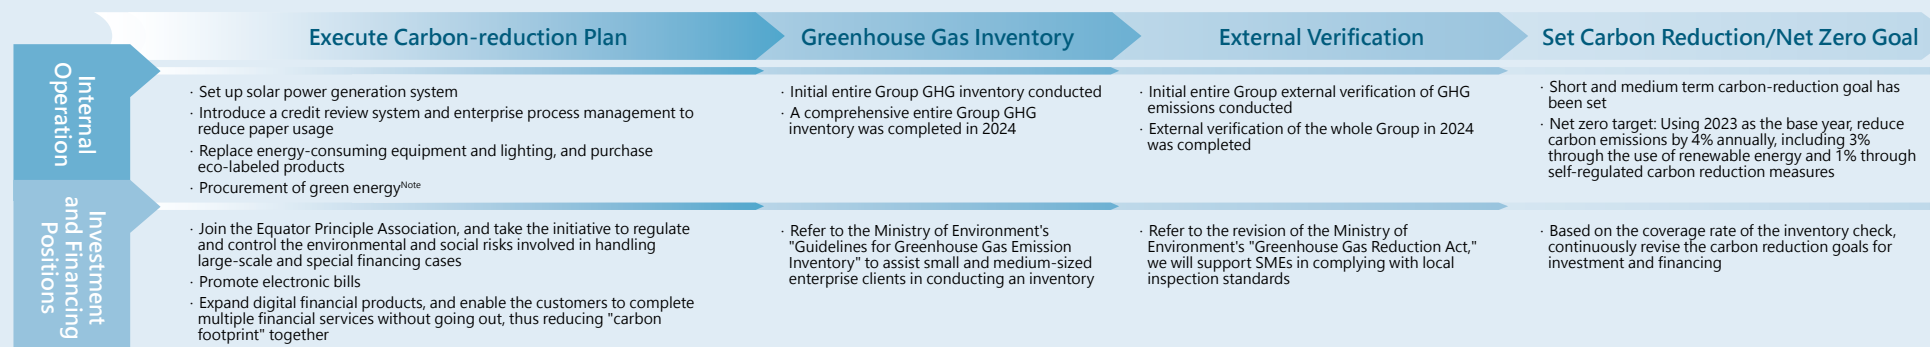 Execute Carbon-reduction Plan
Greenhouse Gas Inventory
External Verification
Set Carbon Reduction/Net Zero Goal
Internal
Operation
· Set up solar power generation system
· Introduce a credit review system and enterprise process management to
reduce paper usage
· Replace energy-consuming equipment and lighting, and purchase
eco-labeled products
· Procurement of green energyNote
· Initial entire Group GHG inventory conducted
· A comprehensive entire Group GHG
inventory was completed in 2024
· Initial entire Group external verification of GHG
emissions conducted
· External verification of the whole Group in 2024
was completed
· Short and medium term carbon-reduction goal has
been set
· Net zero target: Using 2023 as the base year, reduce
carbon emissions by 4% annually, including 3%
through the use of renewable energy and 1% through
self-regulated carbon reduction measures
Investment
and Financing
Positions
· Join the Equator Principle Association, and take the initiative to regulate
and control the environmental and social risks involved in handling
large-scale and special financing cases
· Promote electronic bills
· Expand digital financial products, and enable the customers to complete
multiple financial services without going out, thus reducing "carbon
footprint" together
· Refer to the Ministry of Environment's
"Guidelines for Greenhouse Gas Emission
Inventory" to assist small and medium-sized
enterprise clients in conducting an inventory
· Refer to the revision of the Ministry of
Environment's "Greenhouse Gas Reduction Act,"
we will support SMEs in complying with local
inspection standards
· Based on the coverage rate of the inventory check,
continuously revise the carbon reduction goals for
investment and financing